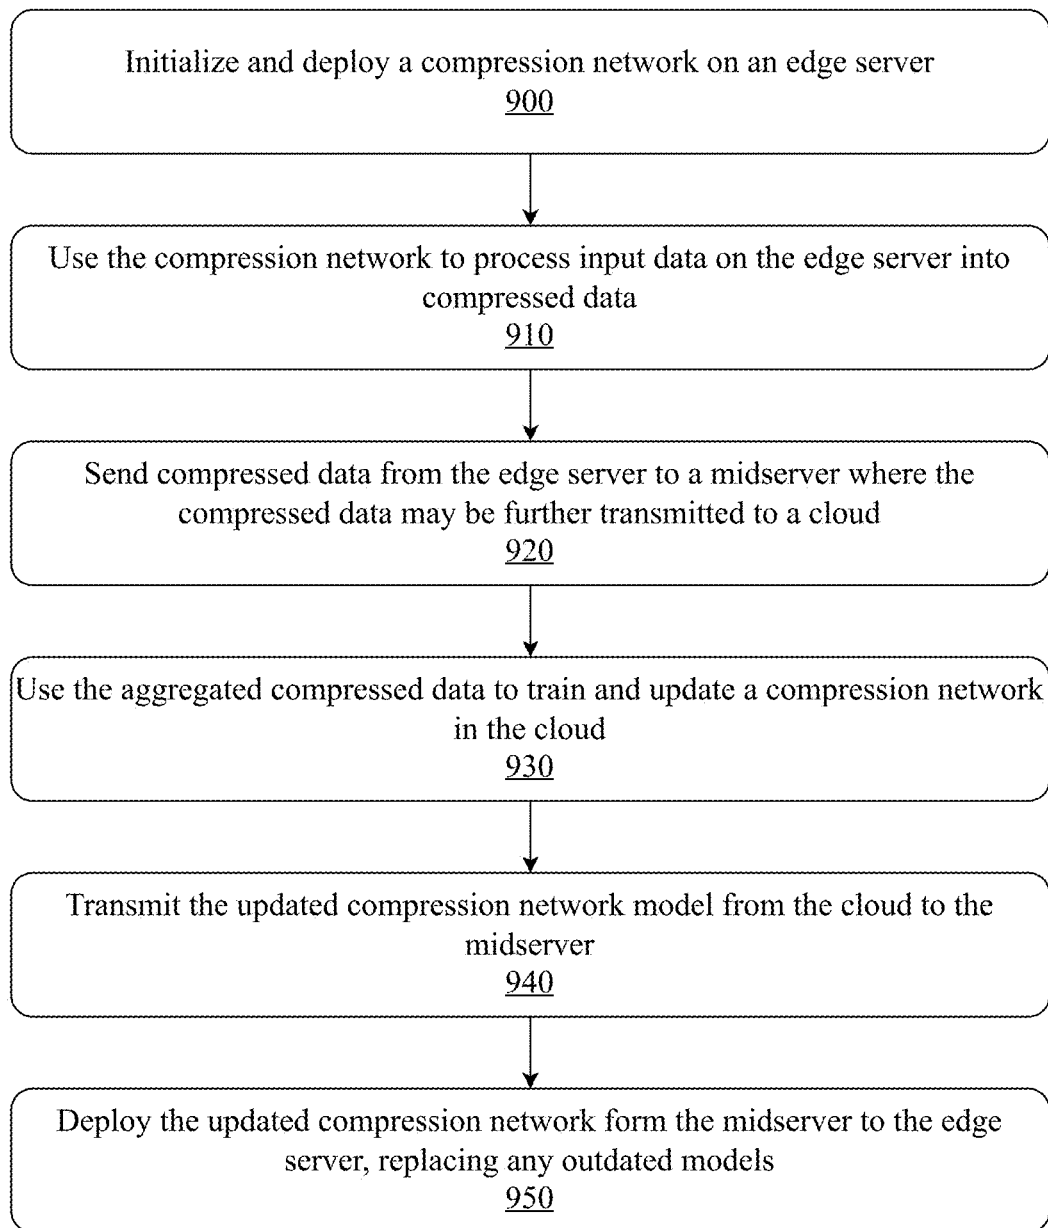 Initialize and deploy a compression network on an edge server
900
Use the compression network to process input data on the edge server into
compressed data
910
Send compressed data from the edge server to a midserver where the
compressed data may be further transmitted to a cloud
920
Use the aggregated compressed data to train and update a compression network
in the cloud
930
Transmit the updated compression network model from the cloud to the
midserver
940
Deploy the updated compression network form the midserver to the edge
server, replacing any outdated models
950